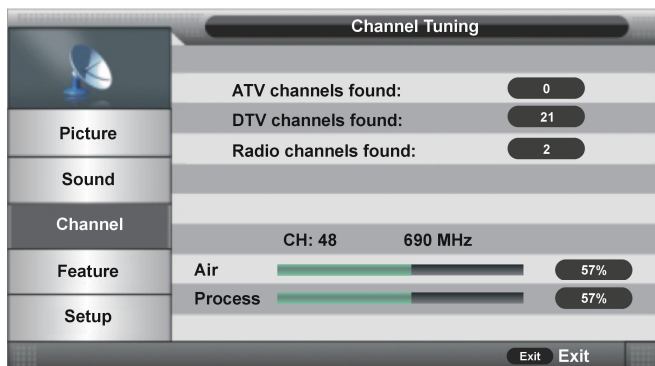 Channel Tuning
ATV channels found: 0
DTV channels found: 21
Radio channels found: 2
Picture
Sound
Channel
Feature
Setup
CH: 48 690 MHz
Air 57%
Process 57%
Exit Exit